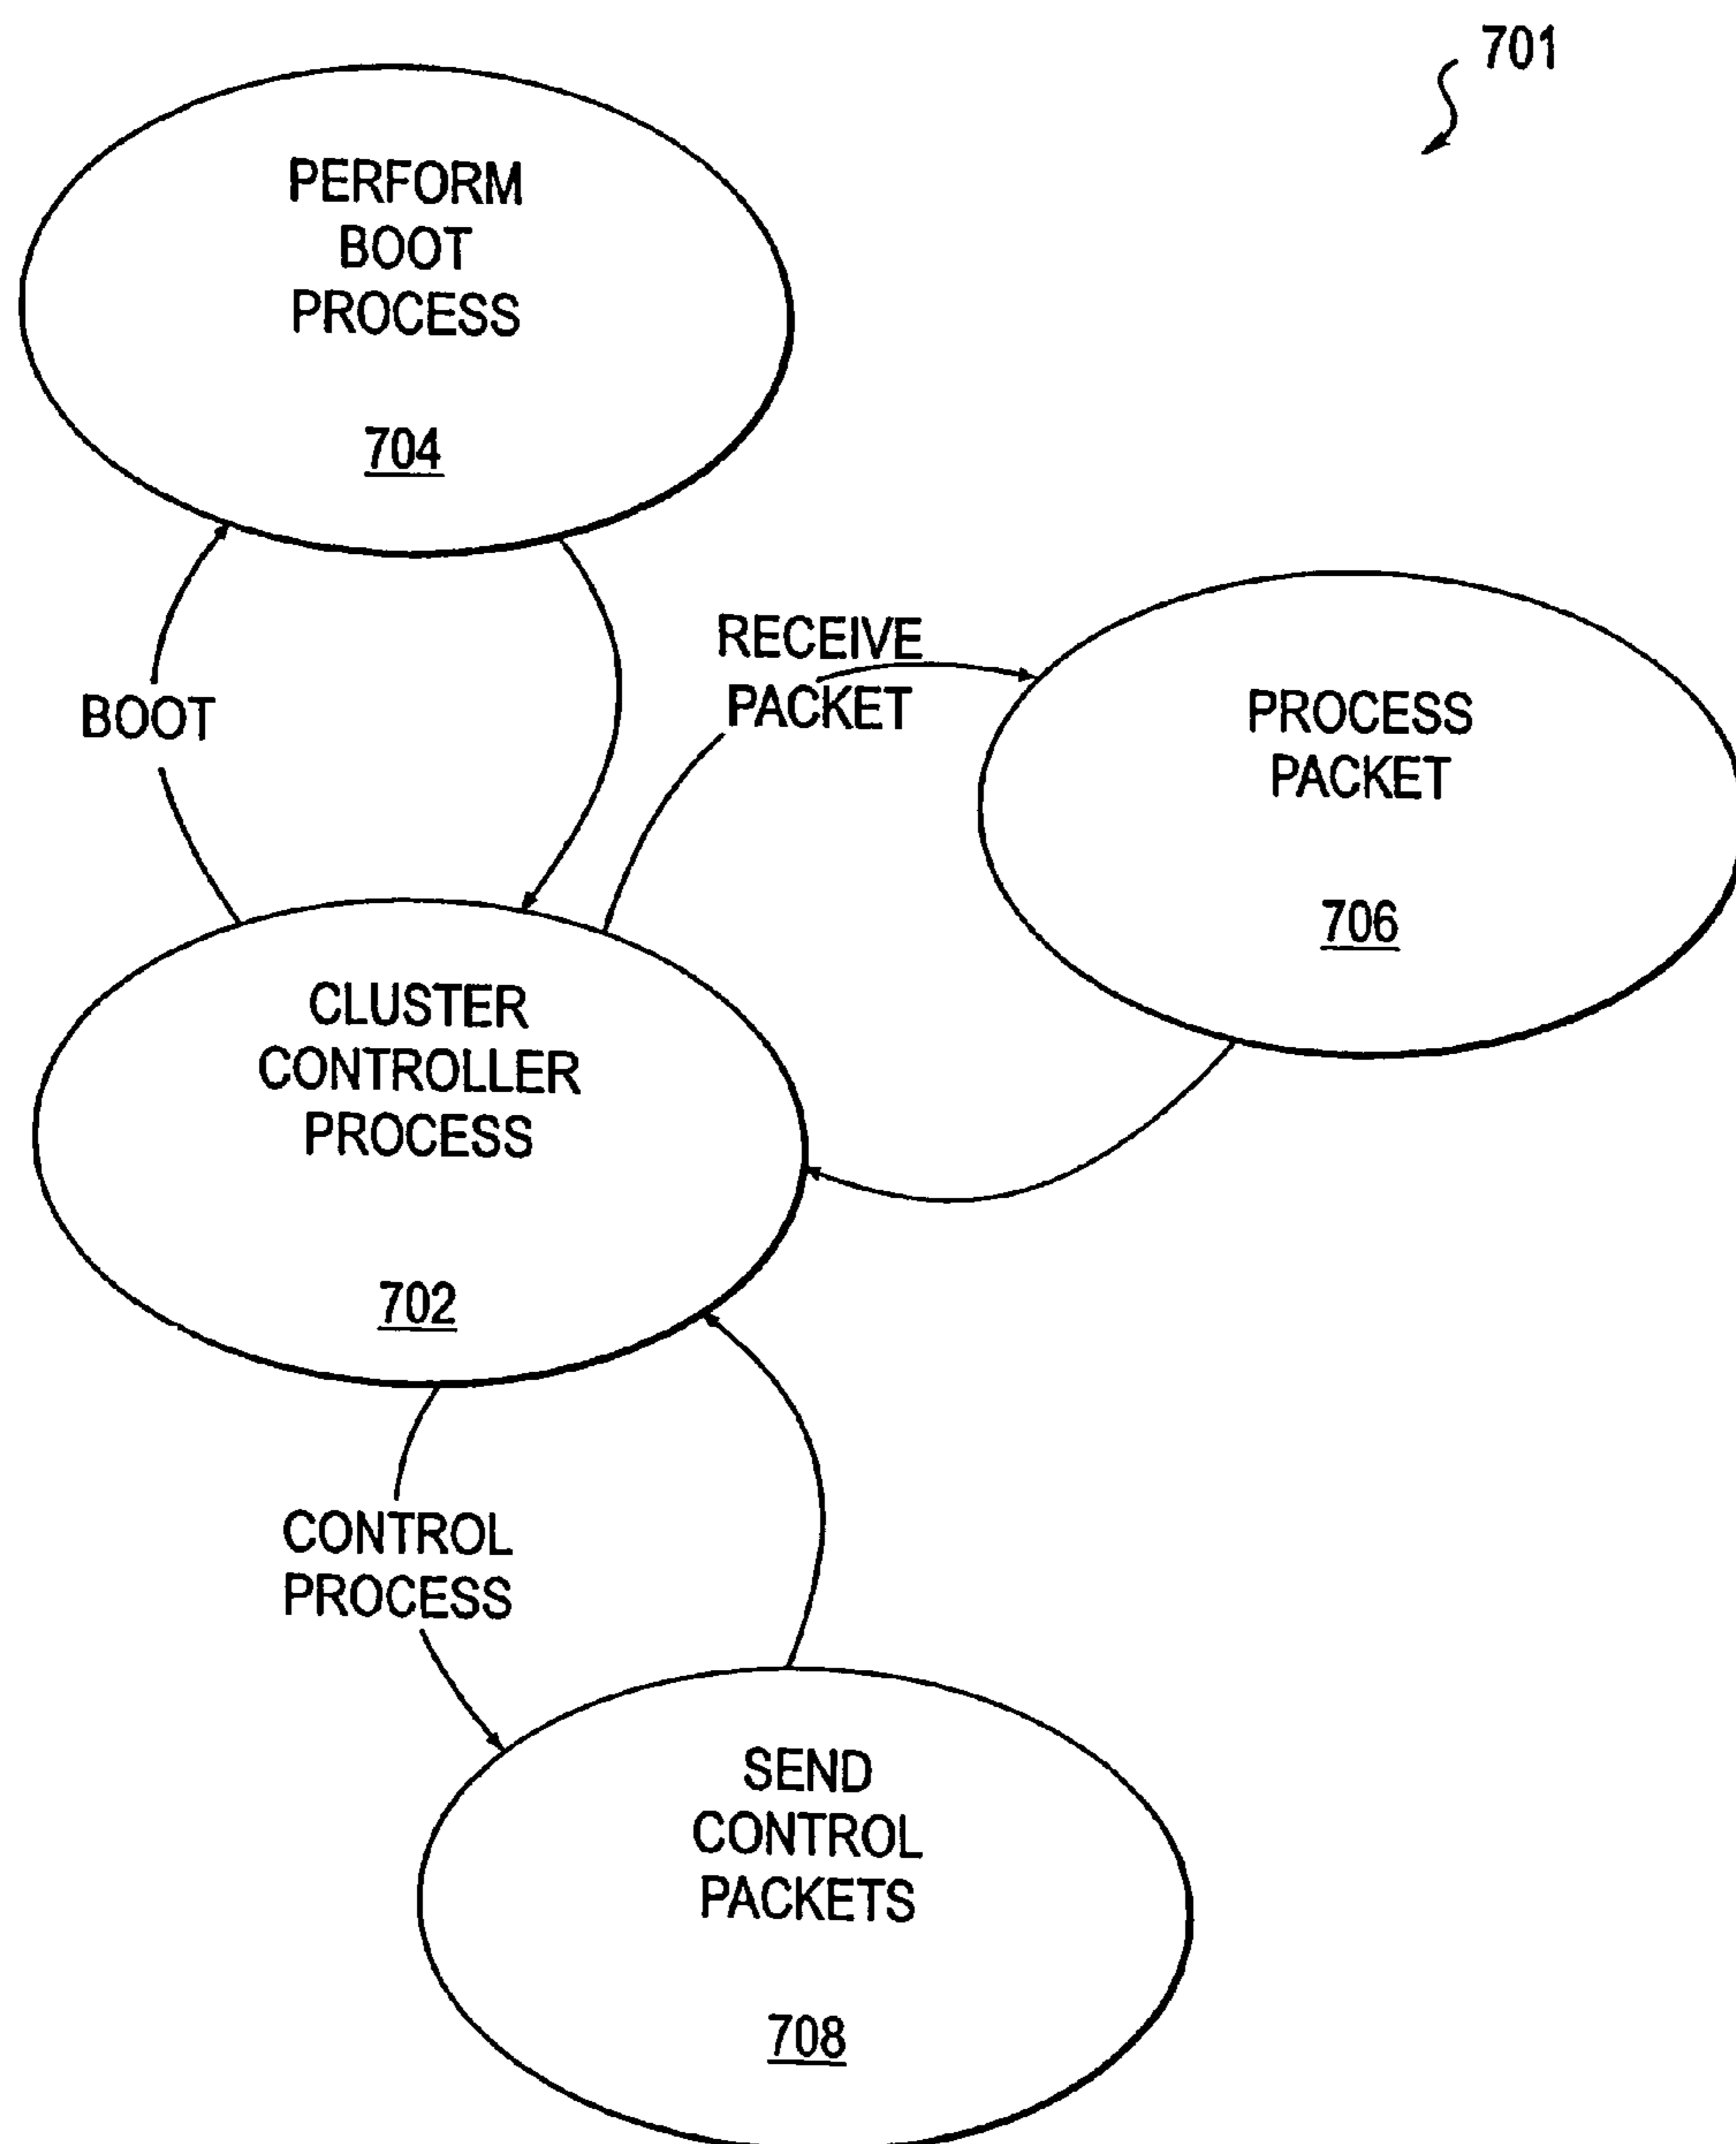 701
PERFORM
BOOT
PROCESS
704
BOOT
RECEIVE
PACKET
PROCESS
PACKET
706
CLUSTER
CONTROLLER
PROCESS
702
CONTROL
PROCESS
SEND
CONTROL
PACKETS
708